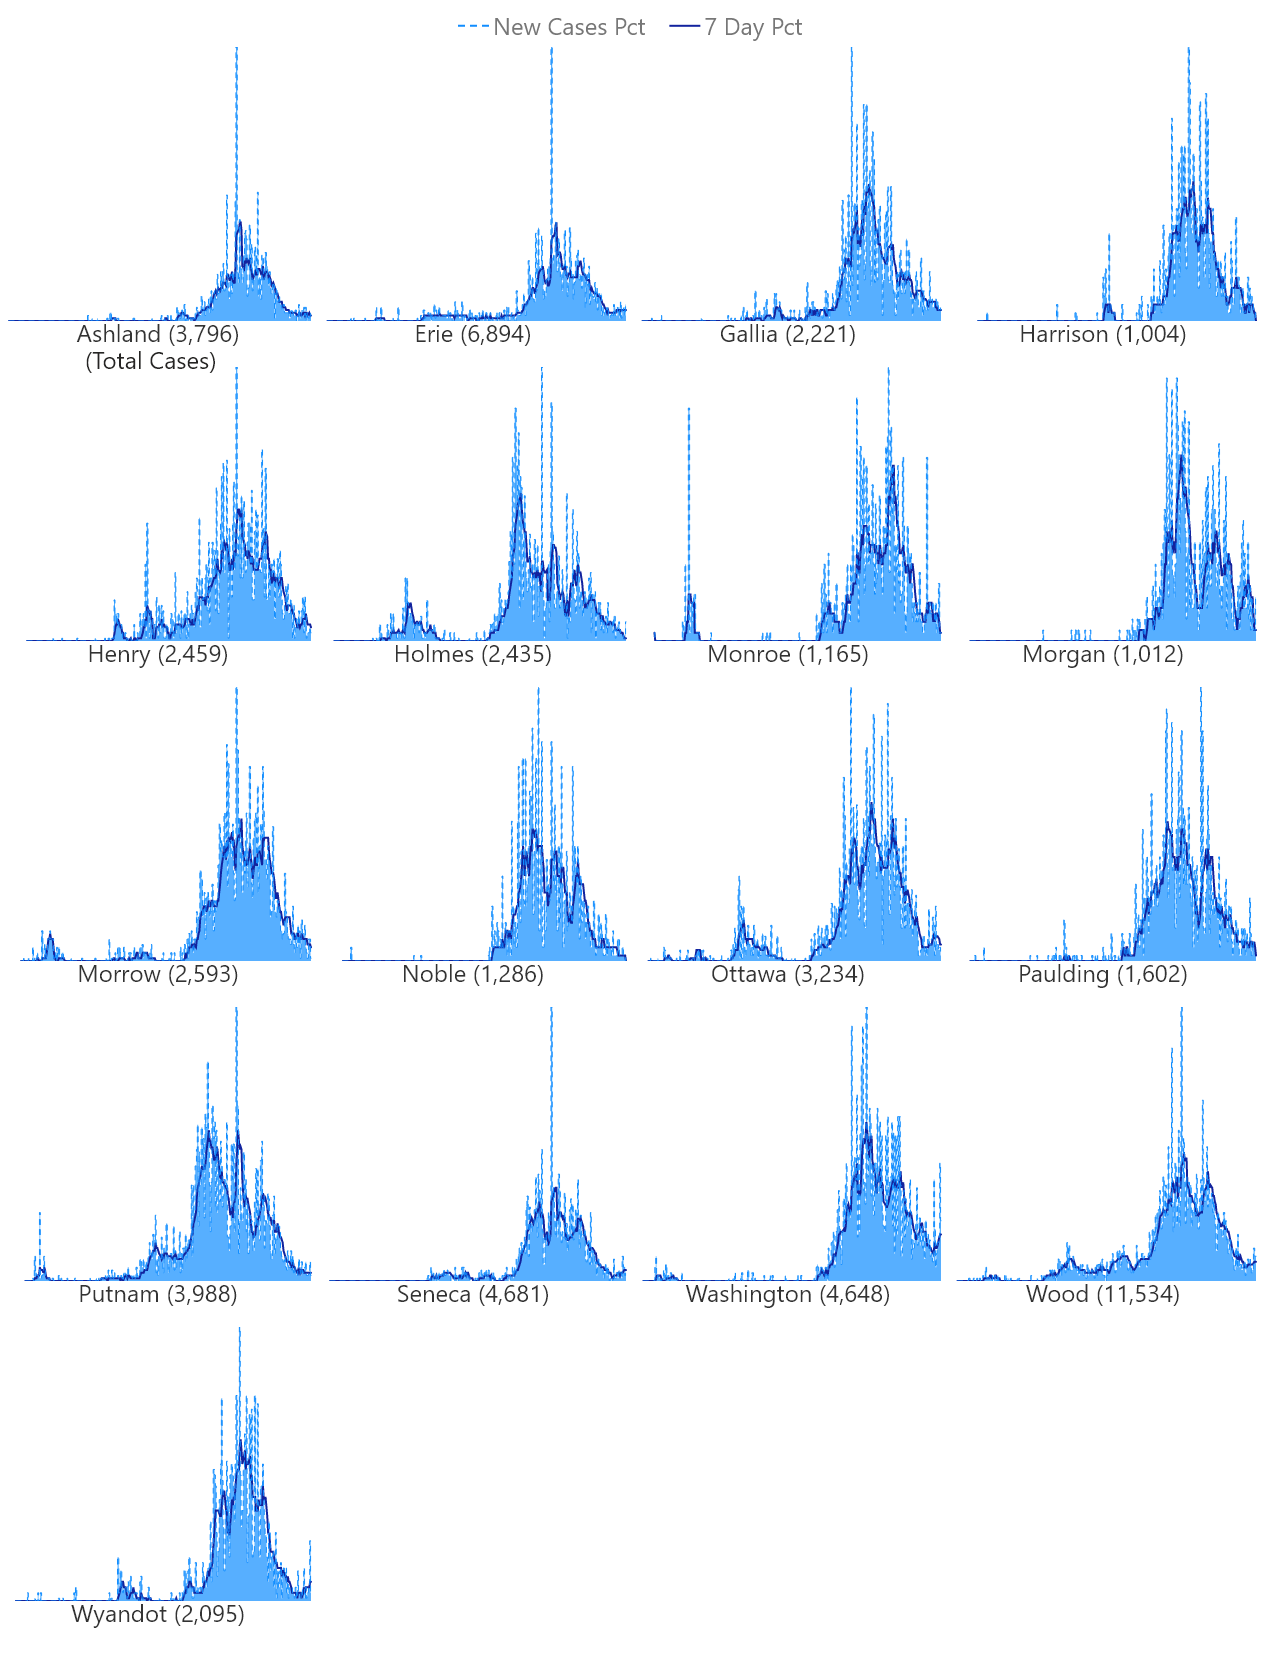 New Cases Pct 7 Day Pct
Ashland (3,796) Erie (6,894) Gallia (2,221) Harrison (1,004)
(Total Cases)
Henry (2,459) Holmes (2,435) Monroe (1,165) Morgan (1,012)
Morrow (2,593) Noble (1,286) Ottawa (3,234) Paulding (1,602)
Putnam (3,988) Seneca (4,681) Washington (4,648) Wood (11,534)
Wyandot (2,095)